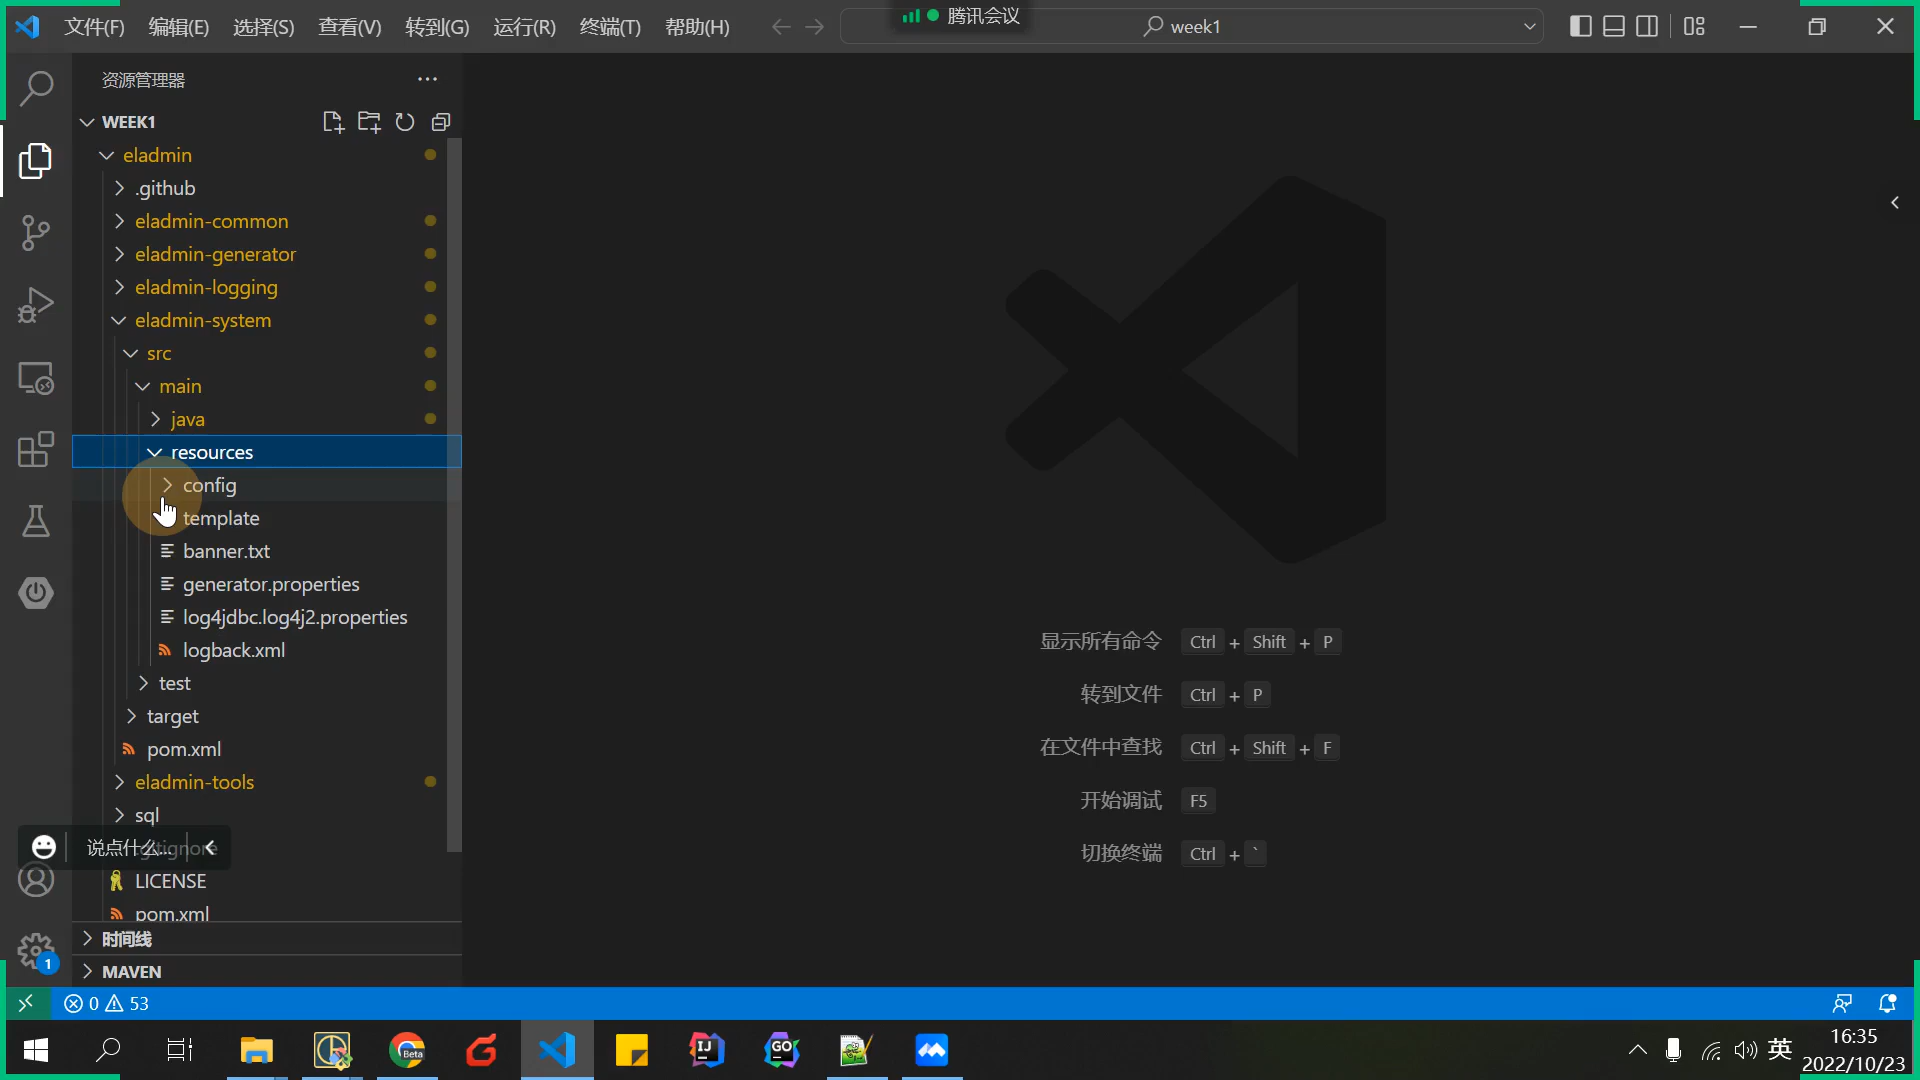 文件(F) 编辑(E) 选择(S) 查看(V) 转到(G) 运行(R) 终端(T) 帮助(H)
腾讯会议
week1
资源管理器
WEEK1
eladmin
.github
eladmin-common
eladmin-generator
eladmin-logging
eladmin-system
src
main
java
resources
config
template
banner.txt
generator.properties
log4jdbc.log4j2.properties
logback.xml
test
target
pom.xml
eladmin-tools
sql
说点什么...
.gitignore
LICENSE
pom.xml
时间线
MAVEN
显示所有命令 Ctrl + Shift + P
转到文件 Ctrl + P
在文件中查找 Ctrl + Shift + F
开始调试 F5
切换终端 Ctrl + `
1
0 53
Beta
IJ
GO
英
16:35
2022/10/23